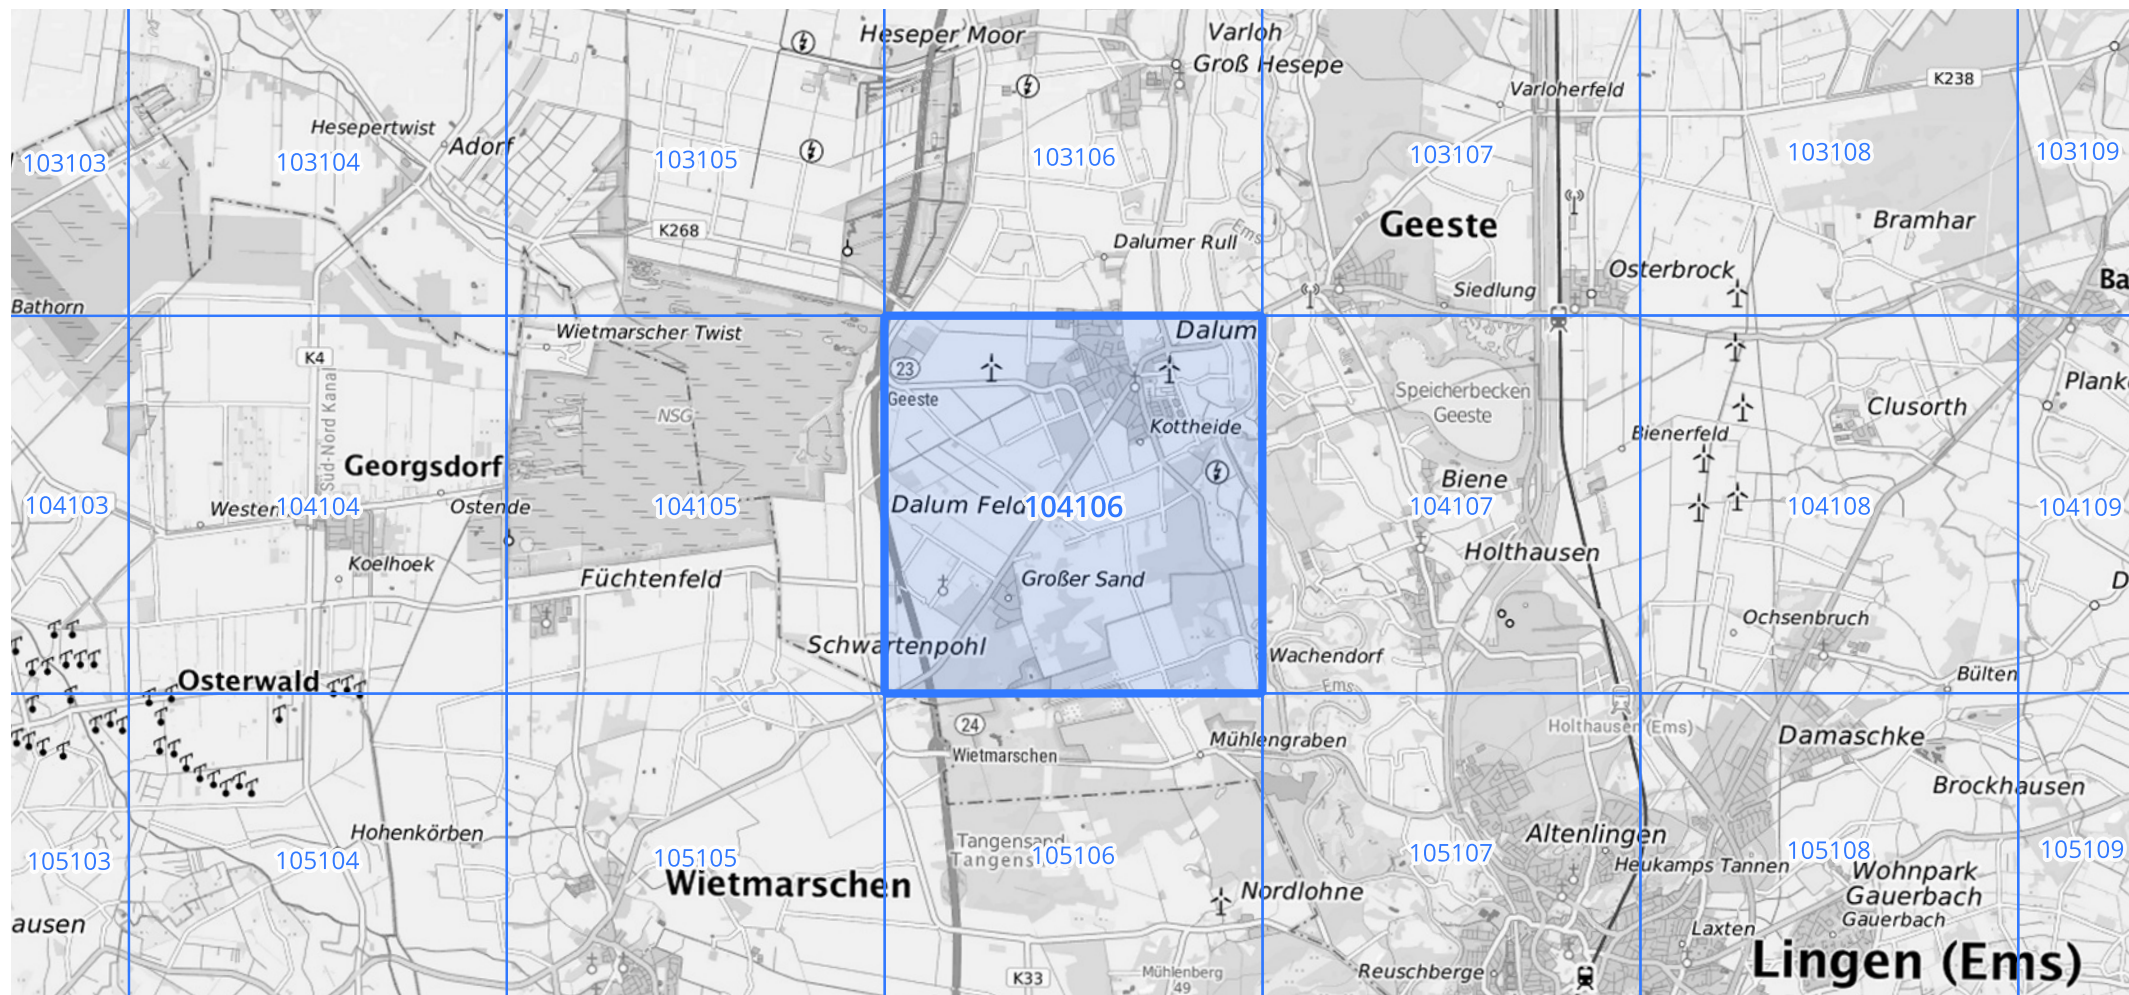 Heseper Moor
Varloh
Groß Hesepe
K238
Varloherfeld
Hesepertwist
Adorf
103103
103104
103105
103106
103107
103108
103109
K268
Geeste
Bramhar
Dalumer Rull
Ems
Osterbrock
Siedlung
Ba
Bathorn
Wietmarscher Twist
Dalum
K4
23
Geeste
Süd-Nord Kanal
NSG
Speicherbecken
Geeste
Plank
Clusorth
Kottheide
Bienerfeld
Georgsdorf
Biene
Westen
Ostende
Dalum Feld
104103
104104
104105
104106
104107
104108
104109
Holthausen
Koelhoek
Füchtenfeld
Großer Sand
D
Ochsenbruch
Schwartenpohl
Wachendorf
Ems
Bülten
Osterwald
24
Wietmarschen
Mühlengraben
Holthausen (Ems)
Damaschke
Brockhausen
Hohenkörben
Tangensand
Tangens
Altenlingen
Heukamps Tannen
105103
105104
105105
105106
105107
105108
105109
Wohnpark
Gauerbach
Gauerbach
Wietmarschen
Nordlohne
ausen
Laxten
Lingen (Ems)
K33
Mühlenberg
49
Reuschberge